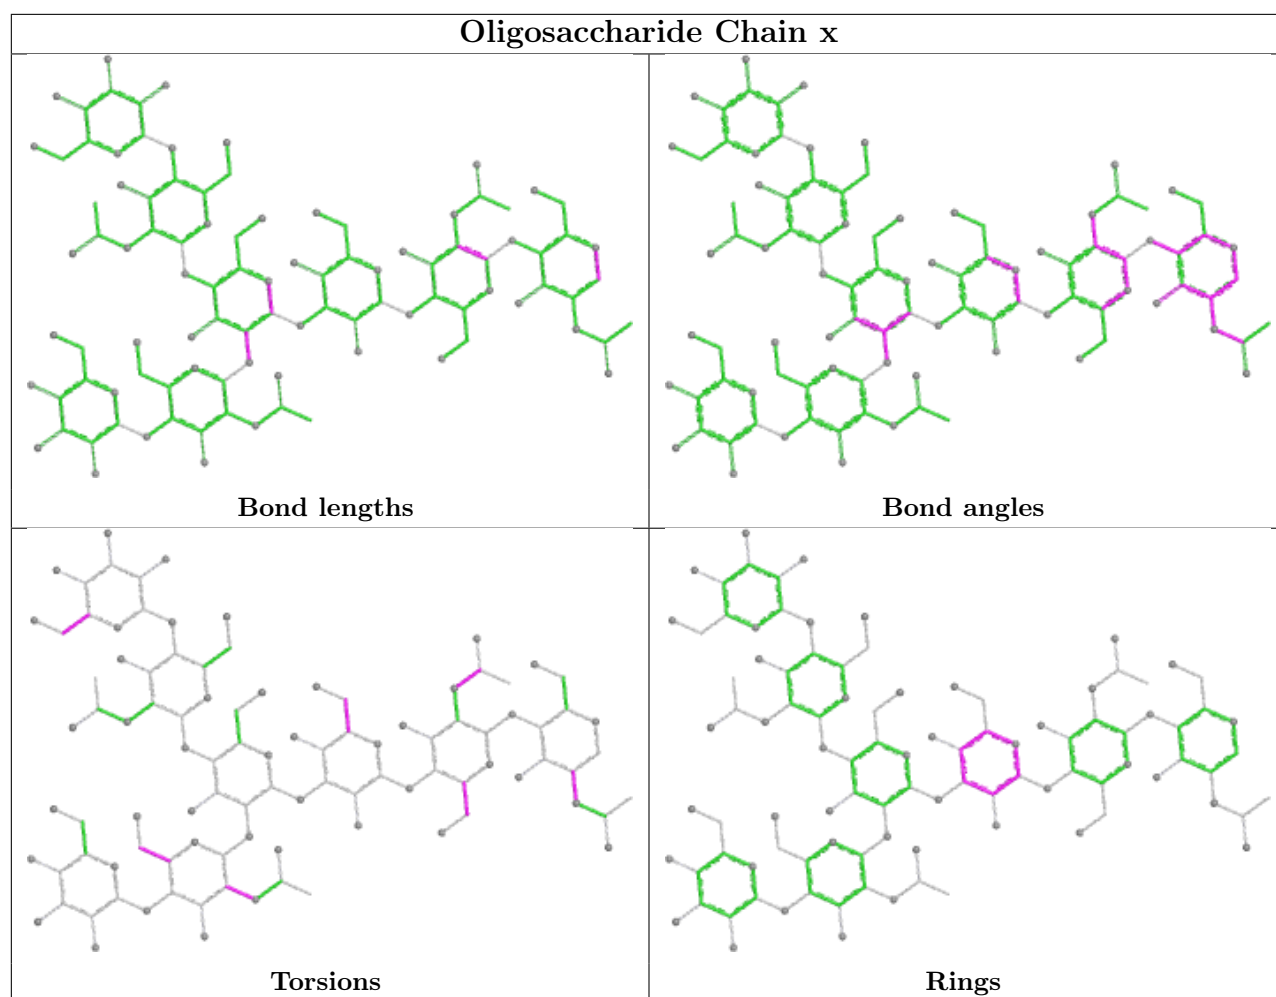 Oligosaccharide Chain x
Bond lengths
Bond angles
Torsions
Rings